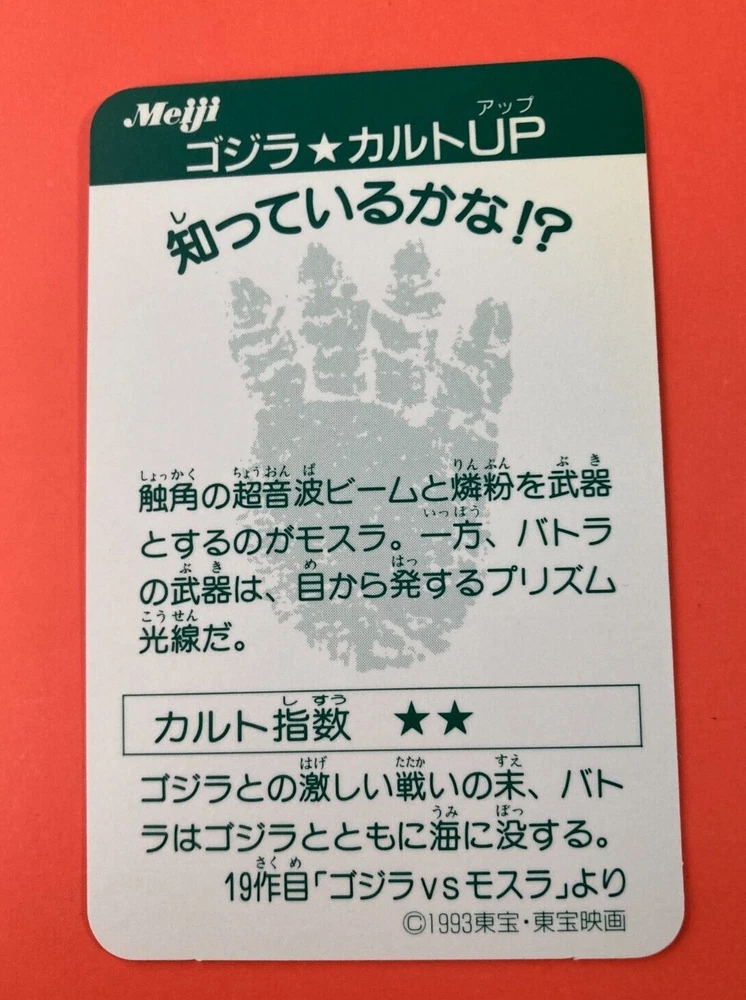 Meiji
アップ
ゴジラ★カルトUP
し
知っているかな!?
しょっかく ちょうおんぱ りんぷん ぶき
触角の超音波ビームと燐粉を武器
いっぽう
とするのがモスラ。一方、バトラ
ぶき め はっ
の武器は、目から発するプリズム
こうせん
光線だ。
しすう
カルト指数 ★★
はげ たたか すえ
ゴジラとの激しい戦いの末、バト
うみ ぼっ
ラはゴジラとともに海に没する。
さくめ
19作目「ゴジラvsモスラ」より
©1993東宝・東宝映画